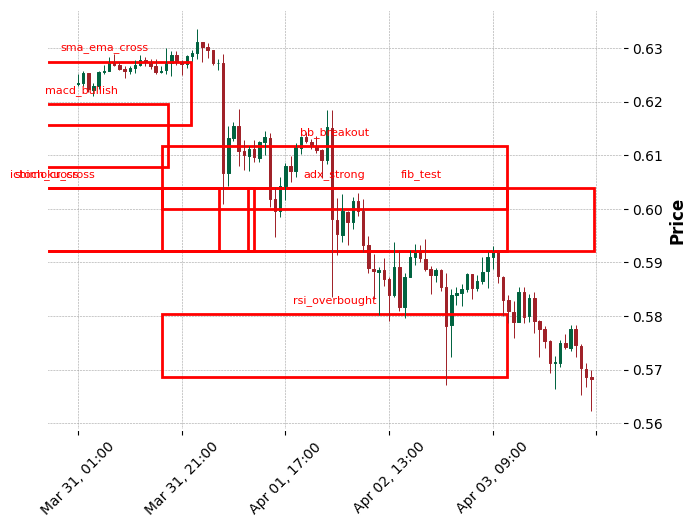 sma_ema_cross
macd_bullish
bb_breakout
adx_strong
fib_test
rsi_overbought
0.63
0.62
0.61
0.60
0.59
0.58
0.57
0.56
Price
Mar 31, 01:00
Mar 31, 21:00
Apr 01, 17:00
Apr 02, 13:00
Apr 03, 09:00